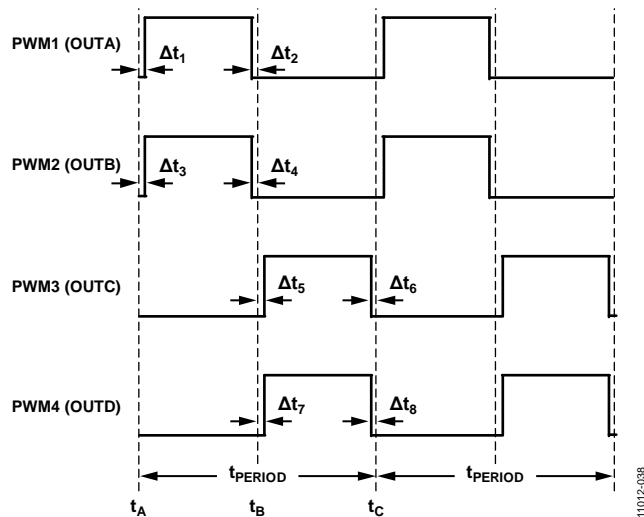 PWM1 (OUTA)
Δt1 Δt2
PWM2 (OUTB)
Δt3 Δt4
PWM3 (OUTC)
Δt5 Δt6
PWM4 (OUTD)
Δt7 Δt8
tPERIOD tPERIOD
tA tB tC
11012-038